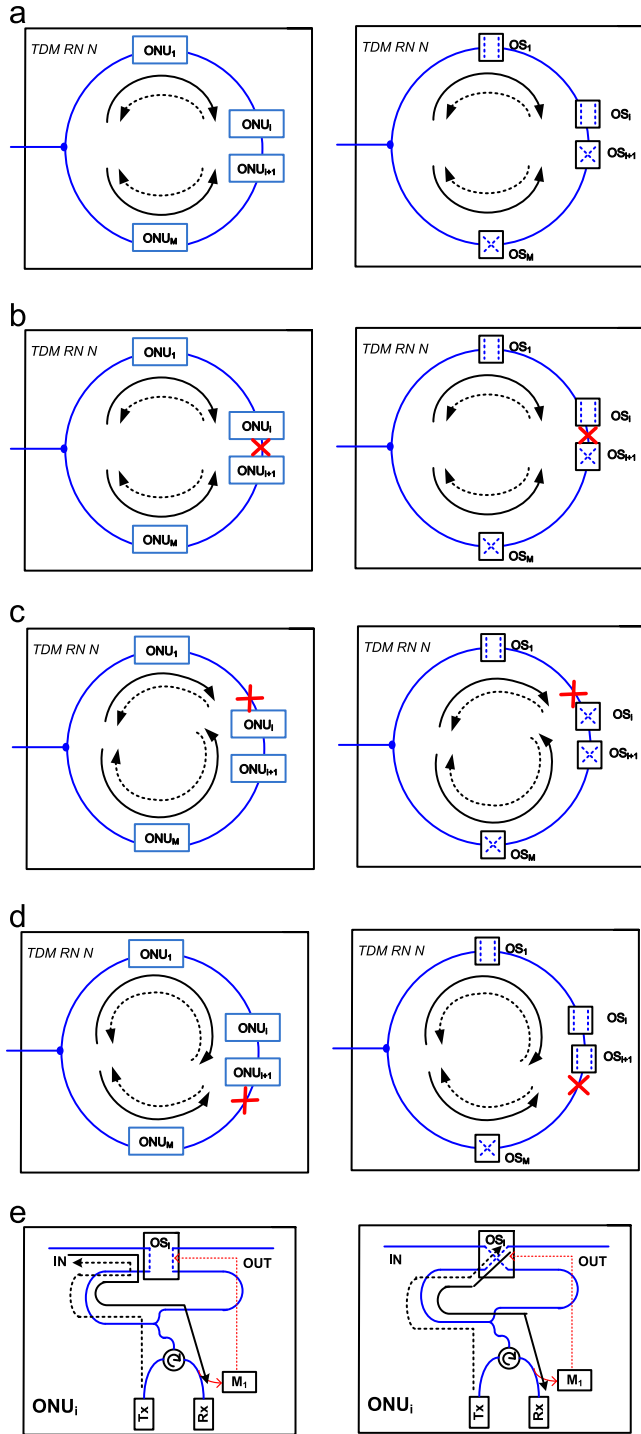 a
TDM RN N
ONU1
ONUI
ONUI+1
ONUM
TDM RN N
OS1
OSI
OSI+1
OSM
b
TDM RN N
ONU1
ONUI
ONUI+1
ONUM
TDM RN N
OS1
OSI
OSI+1
OSM
c
TDM RN N
ONU1
ONUI
ONUI+1
ONUM
TDM RN N
OS1
OSI
OSI+1
OSM
d
TDM RN N
ONU1
ONUI
ONUI+1
ONUM
TDM RN N
OS1
OSI
OSI+1
OSM
e
OSI
IN
OUT
M1
Tx
Rx
ONUi
OSI
IN
OUT
M1
Tx
Rx
ONUi